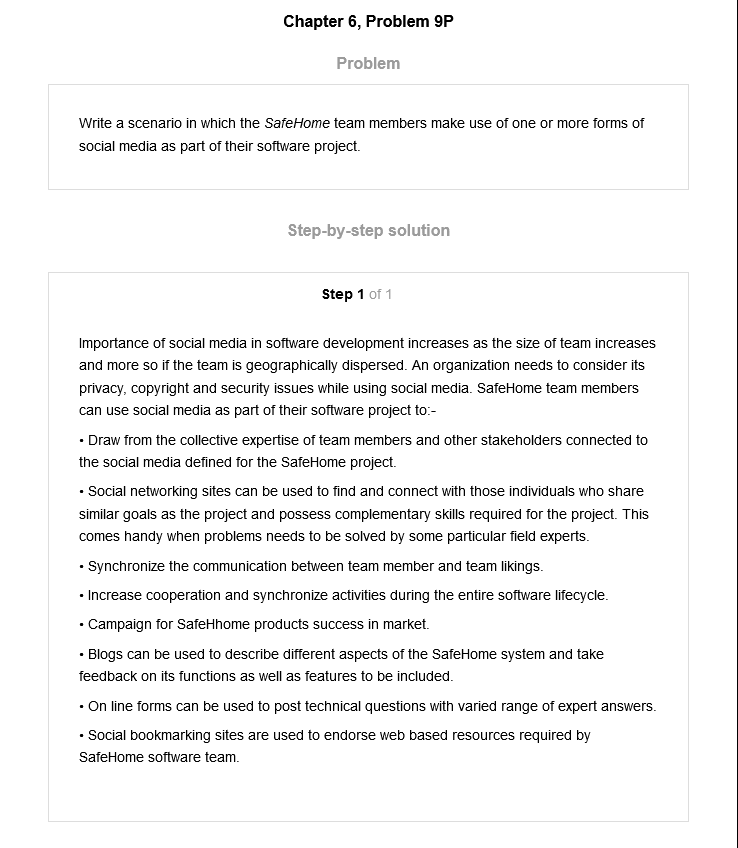 Chapter 6, Problem 9P
Problem
Write a scenario in which the SafeHome team members make use of one or more forms of
social media as part of their software project.
Step-by-step solution
Step 1 of 1
Importance of social media in software development increases as the size of team increases
and more so if the team is geographically dispersed. An organization needs to consider its
privacy, copyright and security issues while using social media. SafeHome team members
can use social media as part of their software project to:-
• Draw from the collective expertise of team members and other stakeholders connected to
the social media defined for the SafeHome project.
• Social networking sites can be used to find and connect with those individuals who share
similar goals as the project and possess complementary skills required for the project. This
comes handy when problems needs to be solved by some particular field experts.
• Synchronize the communication between team member and team likings.
• Increase cooperation and synchronize activities during the entire software lifecycle.
• Campaign for SafeHhome products success in market.
• Blogs can be used to describe different aspects of the SafeHome system and take
feedback on its functions as well as features to be included.
• On line forms can be used to post technical questions with varied range of expert answers.
• Social bookmarking sites are used to endorse web based resources required by
SafeHome software team.